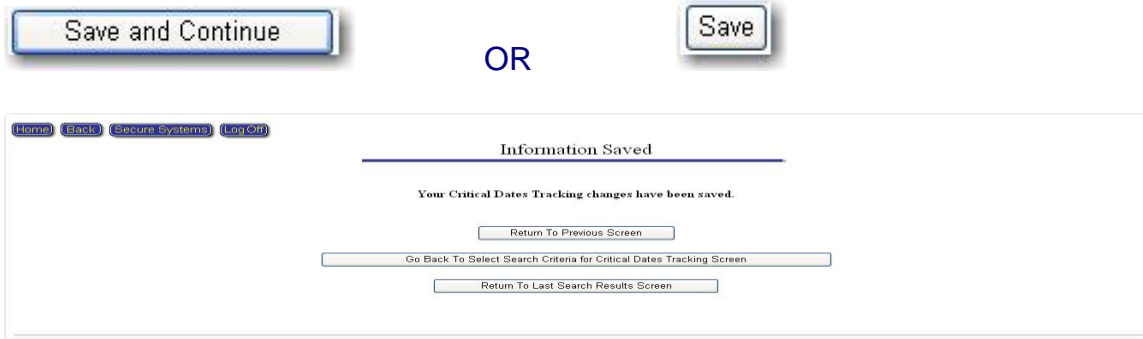 Save and Continue
OR
Save
Home Back Secure Systems Log Off
Information Saved
Your Critical Dates Tracking changes have been saved.
Return To Previous Screen
Go Back To Select Search Criteria for Critical Dates Tracking Screen
Return To Last Search Results Screen